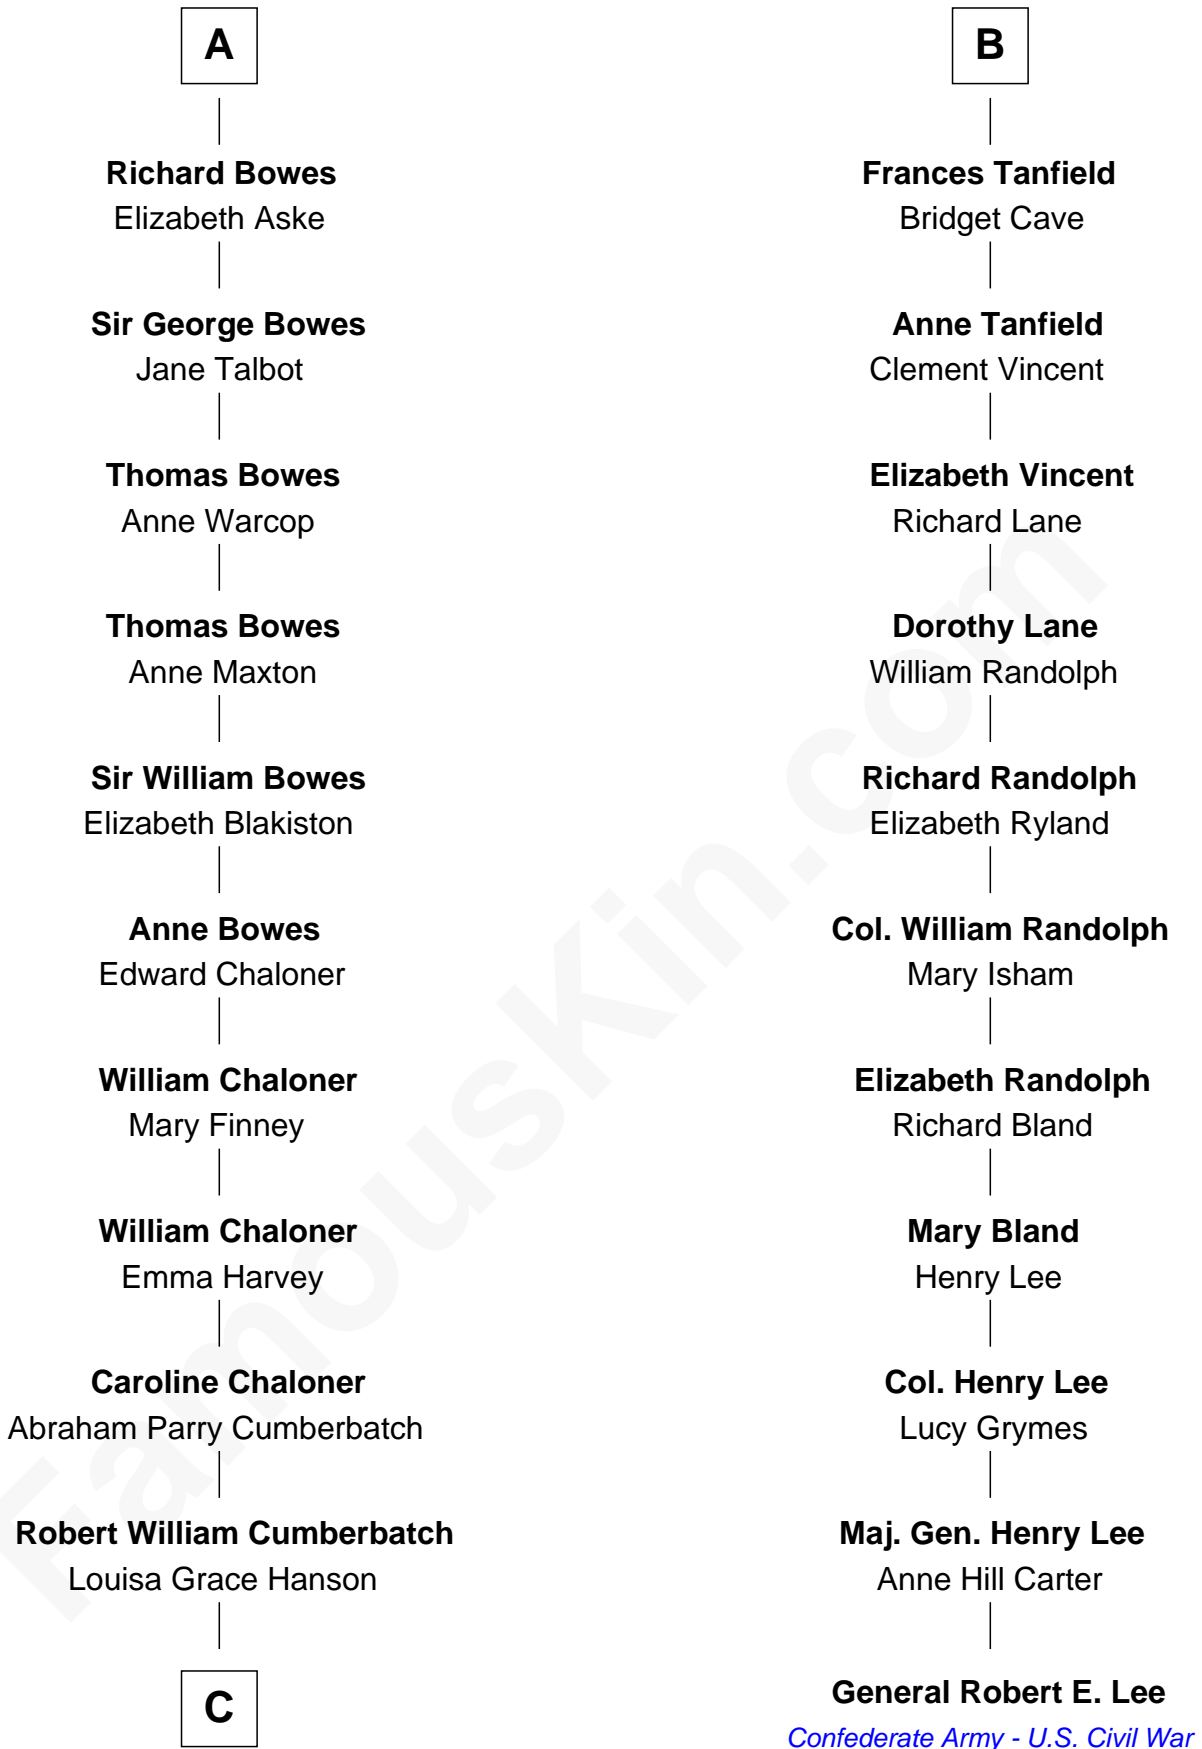 A
Richard Bowes
Elizabeth Aske
Sir George Bowes
Jane Talbot
Thomas Bowes
Anne Warcop
Thomas Bowes
Anne Maxton
Sir William Bowes
Elizabeth Blakiston
Anne Bowes
Edward Chaloner
William Chaloner
Mary Finney
William Chaloner
Emma Harvey
Caroline Chaloner
Abraham Parry Cumberbatch
Robert William Cumberbatch
Louisa Grace Hanson
C
B
Frances Tanfield
Bridget Cave
Anne Tanfield
Clement Vincent
Elizabeth Vincent
Richard Lane
Dorothy Lane
William Randolph
Richard Randolph
Elizabeth Ryland
Col. William Randolph
Mary Isham
Elizabeth Randolph
Richard Bland
Mary Bland
Henry Lee
Col. Henry Lee
Lucy Grymes
Maj. Gen. Henry Lee
Anne Hill Carter
General Robert E. Lee
Confederate Army - U.S. Civil War
FamousKin.com